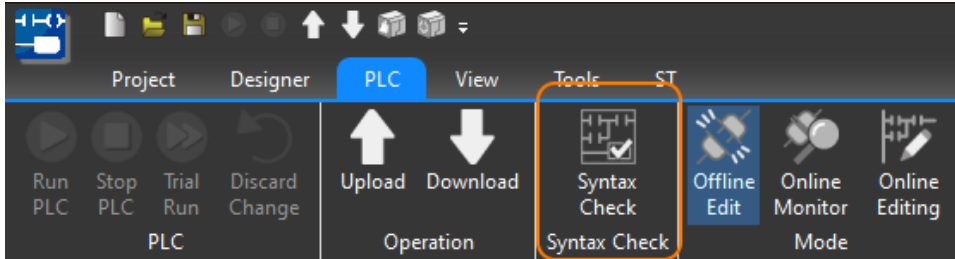 Project Designer PLC View Tools ST
Run PLC
Stop PLC
Trial Run
Discard Change
Upload
Download
Syntax Check
Offline Edit
Online Monitor
Online Editing
PLC
Operation
Syntax Check
Mode